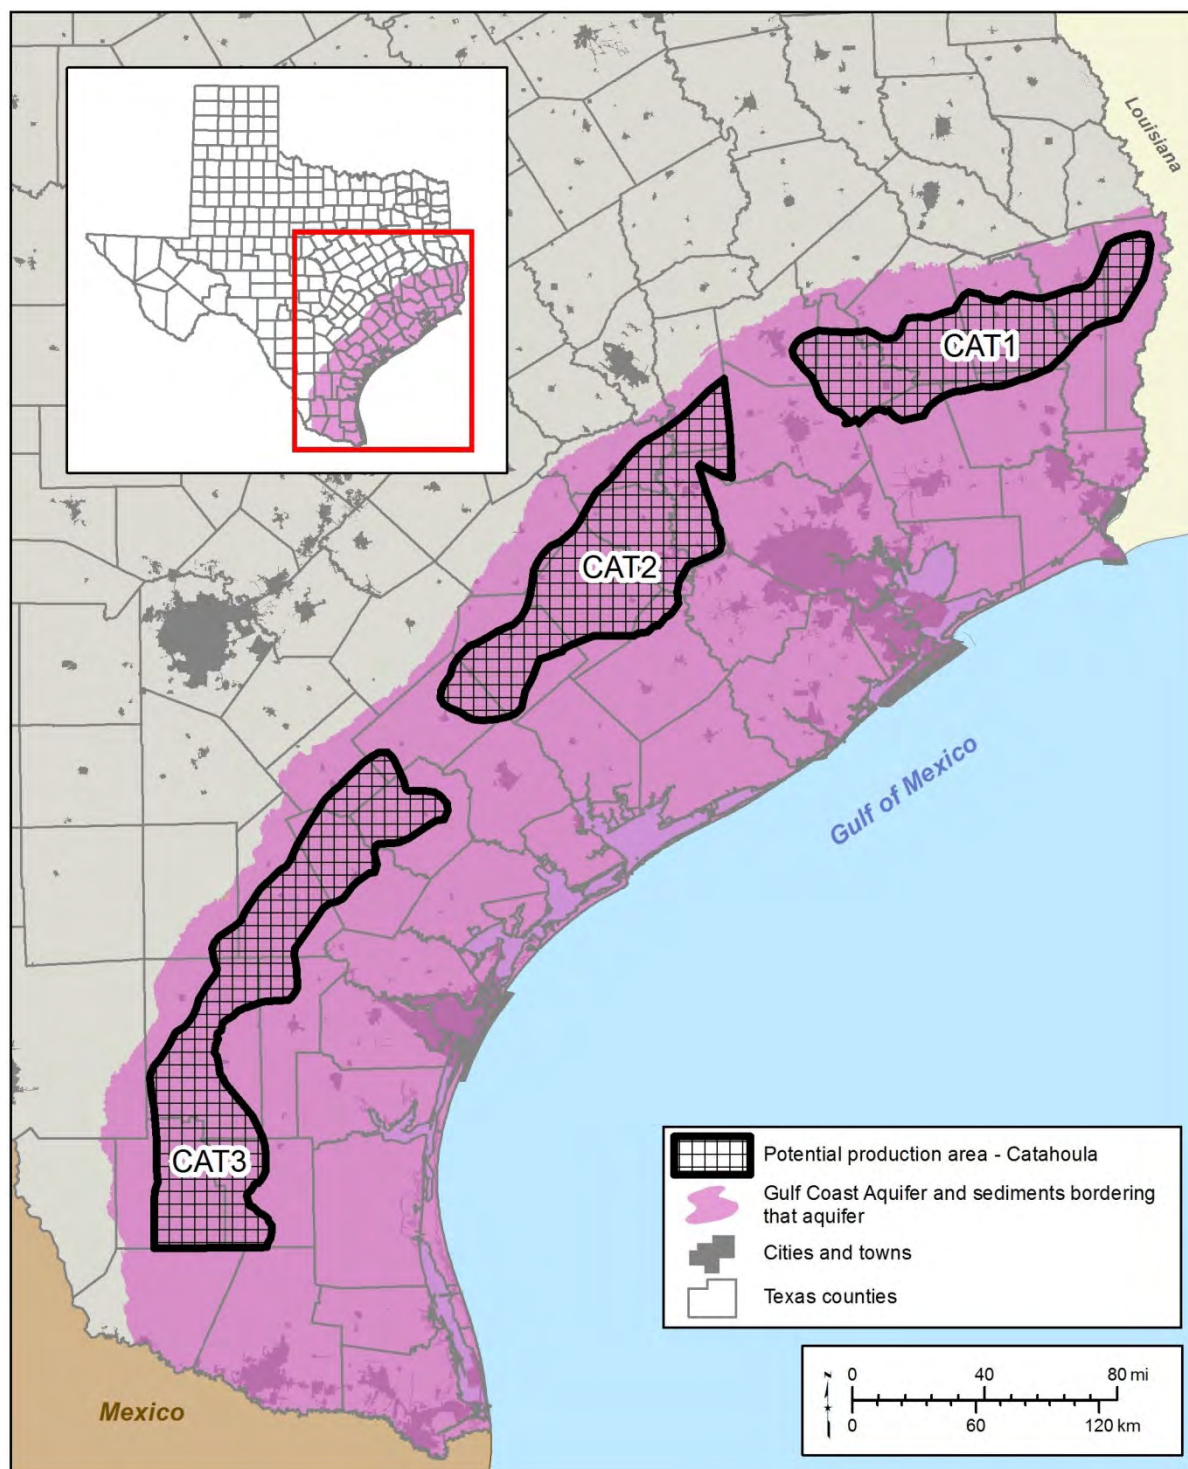 Louisiana
CAT1
CAT2
Gulf of Mexico
CAT3
Potential production area - Catahoula
Gulf Coast Aquifer and sediments bordering
that aquifer
Cities and towns
Texas counties
N
0 40 80 mi
0 60 120 km
Mexico